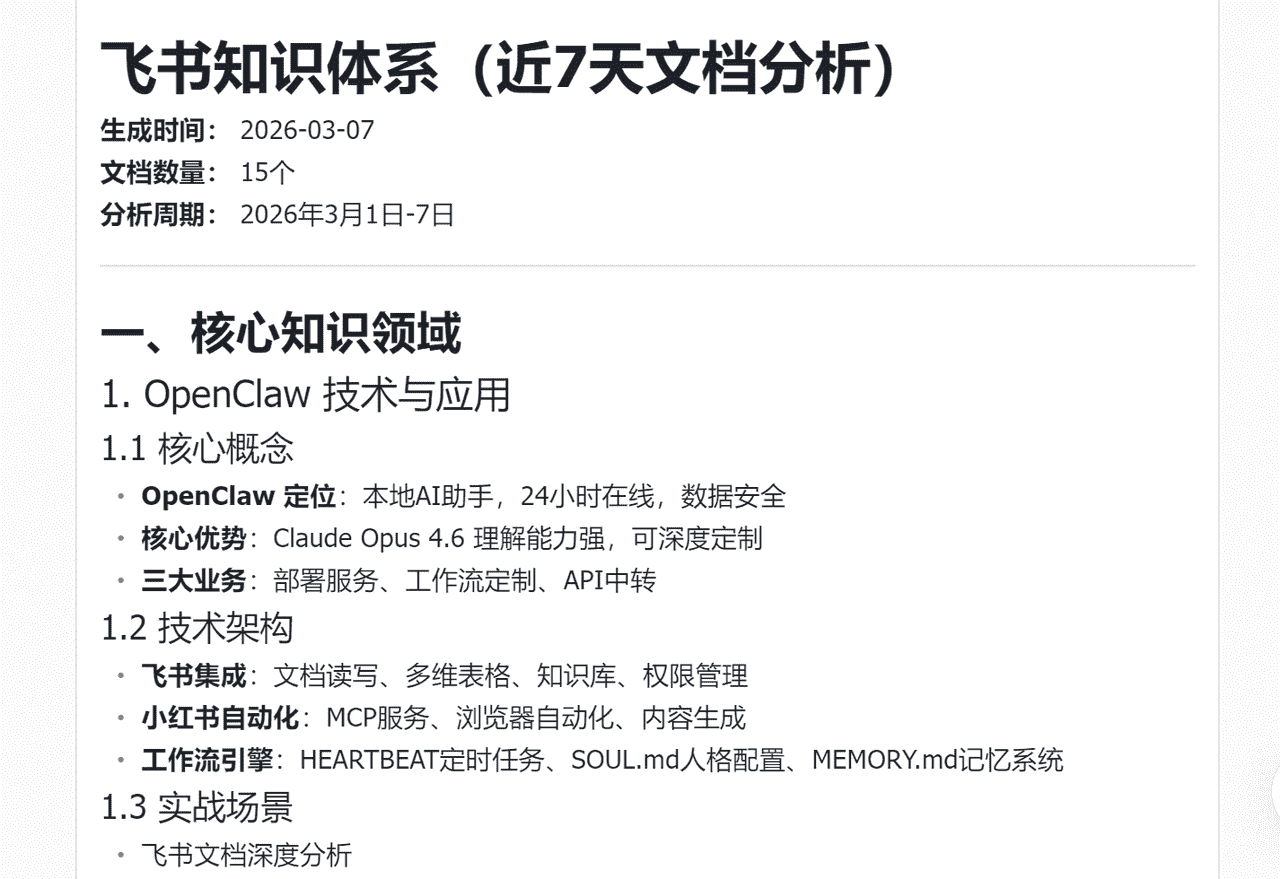 飞书知识体系（近7天文档分析）
生成时间： 2026-03-07
文档数量： 15个
分析周期： 2026年3月1日-7日
一、核心知识领域
1. OpenClaw 技术与应用
1.1 核心概念
• OpenClaw 定位：本地AI助手，24小时在线，数据安全
• 核心优势：Claude Opus 4.6 理解能力强，可深度定制
• 三大业务：部署服务、工作流定制、API中转
1.2 技术架构
• 飞书集成：文档读写、多维表格、知识库、权限管理
• 小红书自动化：MCP服务、浏览器自动化、内容生成
• 工作流引擎：HEARTBEAT定时任务、SOUL.md人格配置、MEMORY.md记忆系统
1.3 实战场景
• 飞书文档深度分析